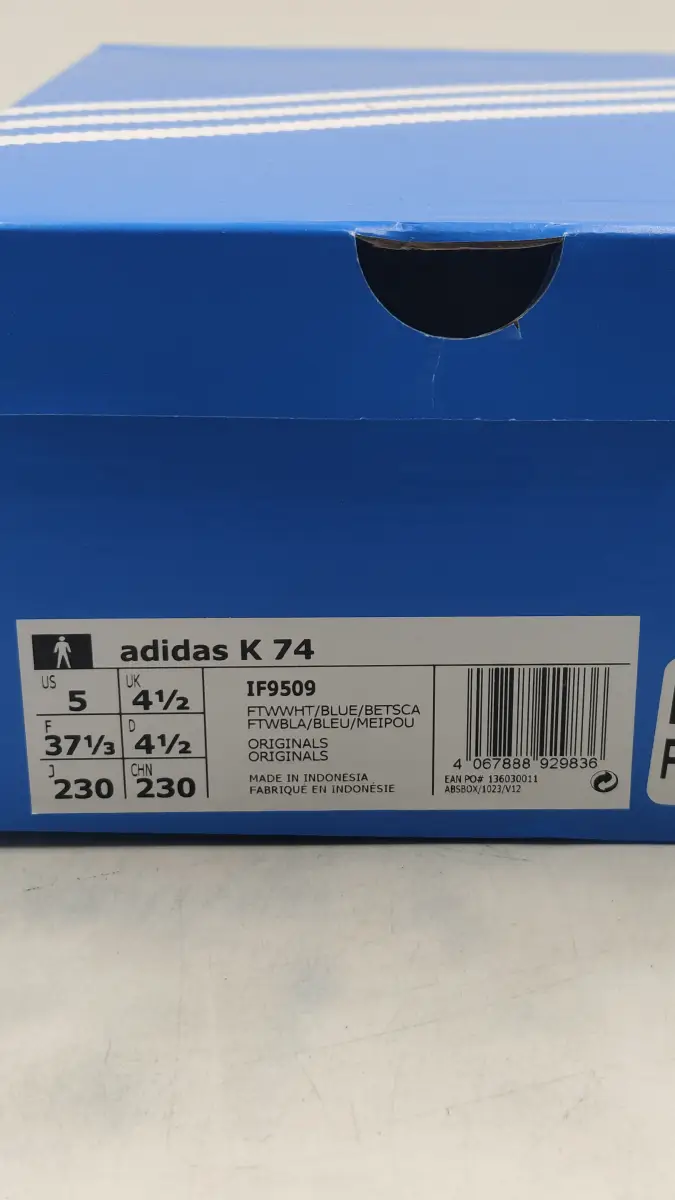 adidas K 74
US 5 UK 4½
F 37⅓ D 4½
J 230 CHN 230
IF9509
FTWWHT/BLUE/BETSCA
FTWBLA/BLEU/MEIPOU
ORIGINALS
ORIGINALS
MADE IN INDONESIA
FABRIQUÉ EN INDONÉSIE
4 067888 929836
EAN PO# 136030011
ABSBOX/1023/V12